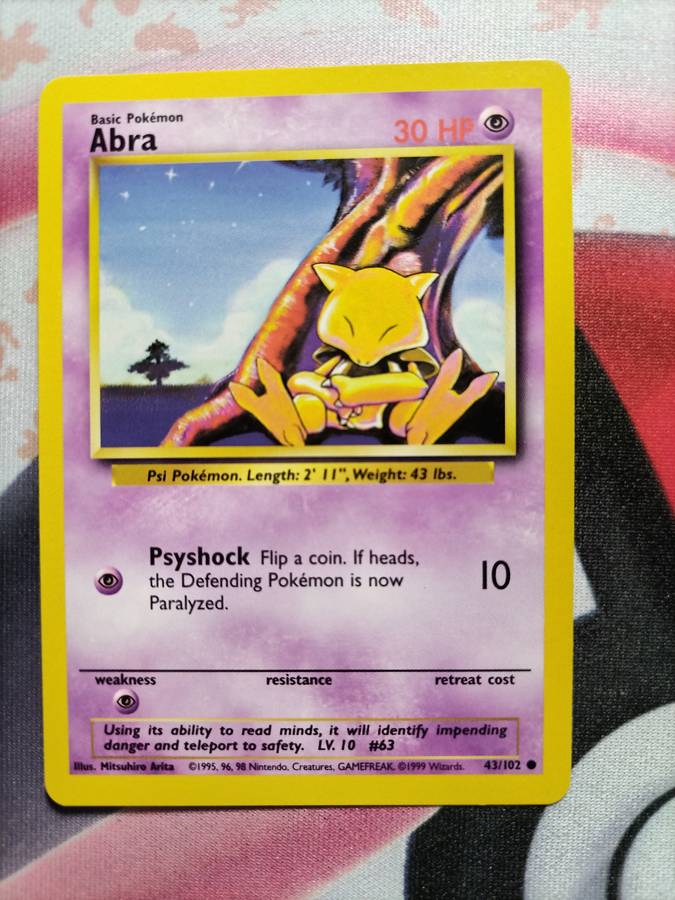 Basic Pokémon
Abra
30 HP
Psi Pokémon. Length: 2' 11", Weight: 43 lbs.
Psyshock Flip a coin. If heads,
the Defending Pokémon is now
Paralyzed.
10
weakness resistance retreat cost
Using its ability to read minds, it will identify impending
danger and teleport to safety. LV. 10 #63
Illus. Mitsuhiro Arita ©1995, 96, 98 Nintendo, Creatures, GAMEFREAK. ©1999 Wizards. 43/102